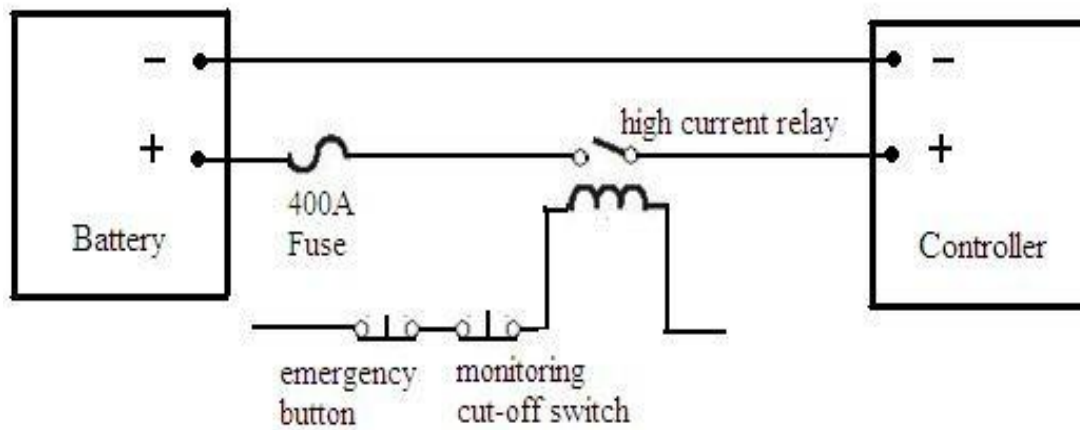 −
−
high current relay
+
+
400A
Fuse
Battery
Controller
emergency
button
monitoring
cut-off switch